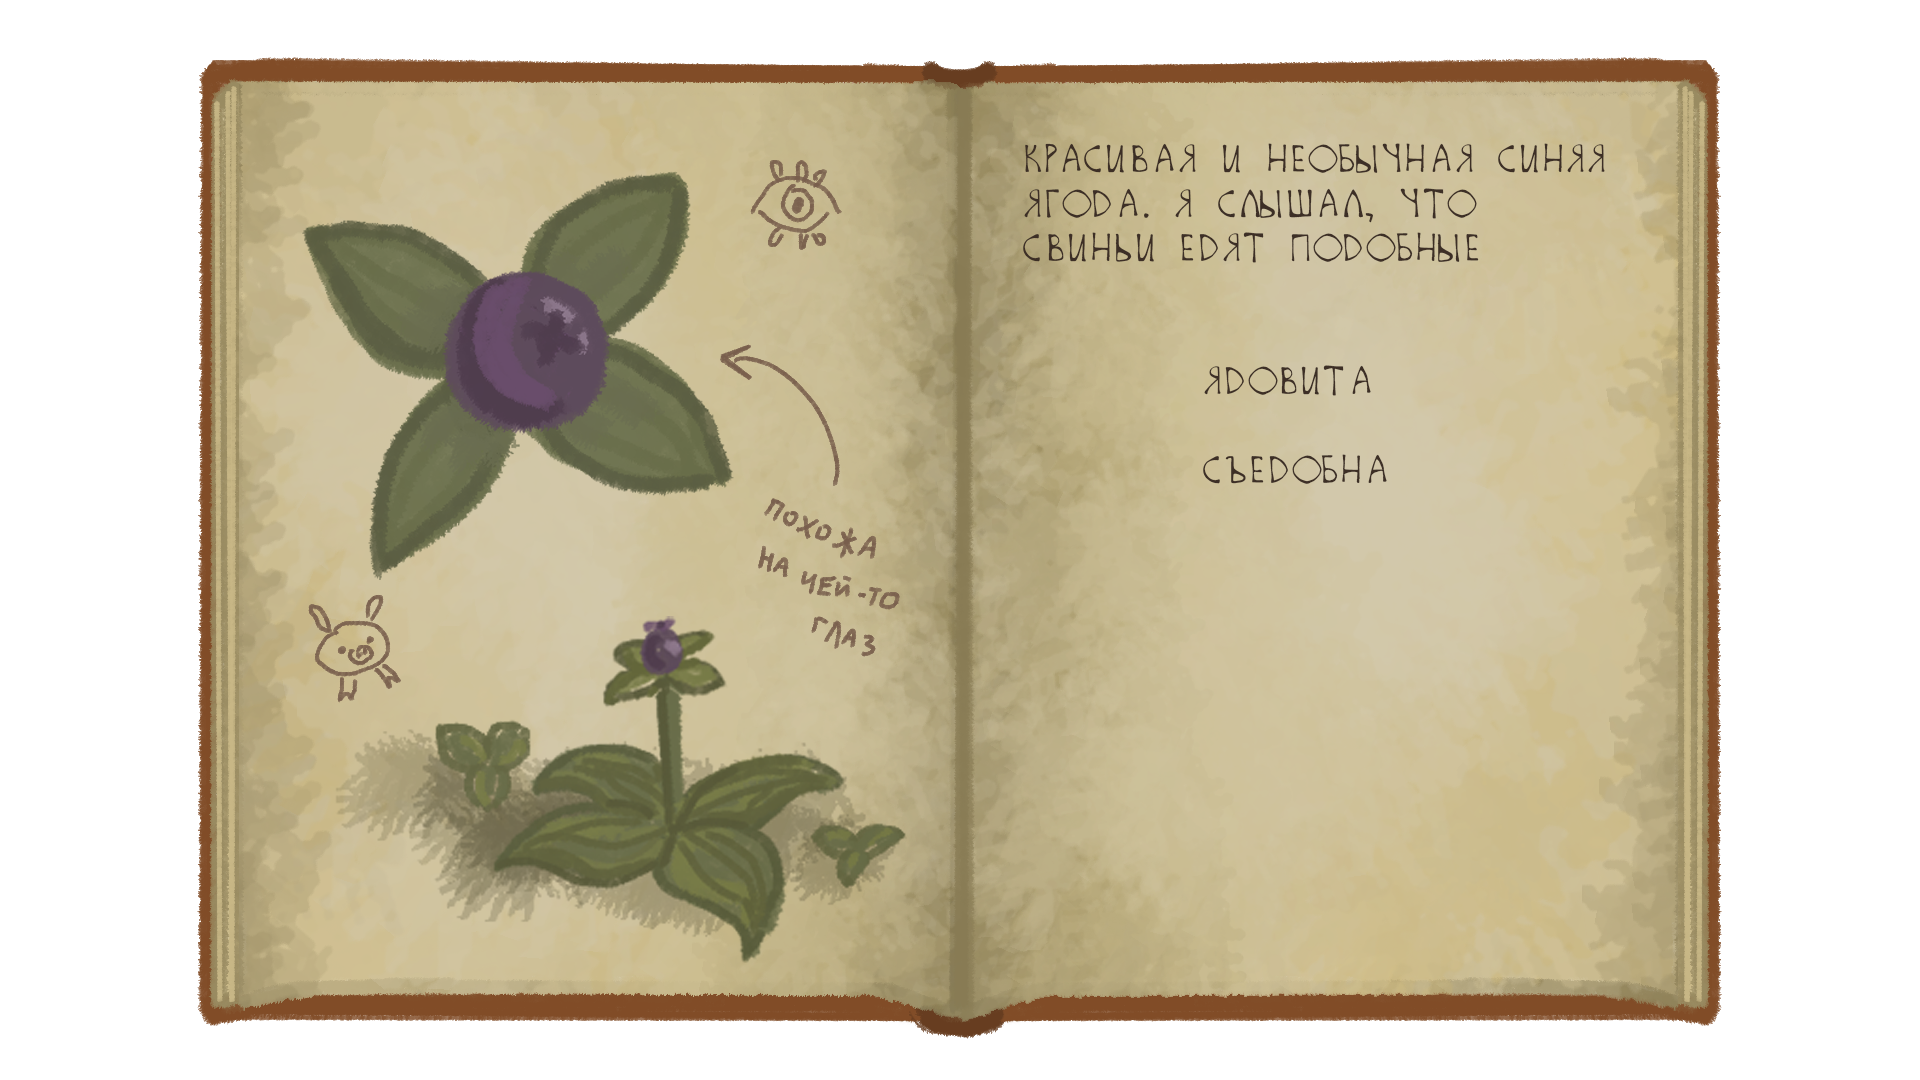 ПОХОЖА
НА ЧЕЙ-ТО
ГЛАЗ
КРАСИВАЯ И НЕОБЫЧНАЯ СИНЯЯ
ЯГОДА. Я СЛЫШАЛ, ЧТО
СВИНЬИ ЕДЯТ ПОДОБНЫЕ
ЯДОВИТА
СЪЕДОБНА